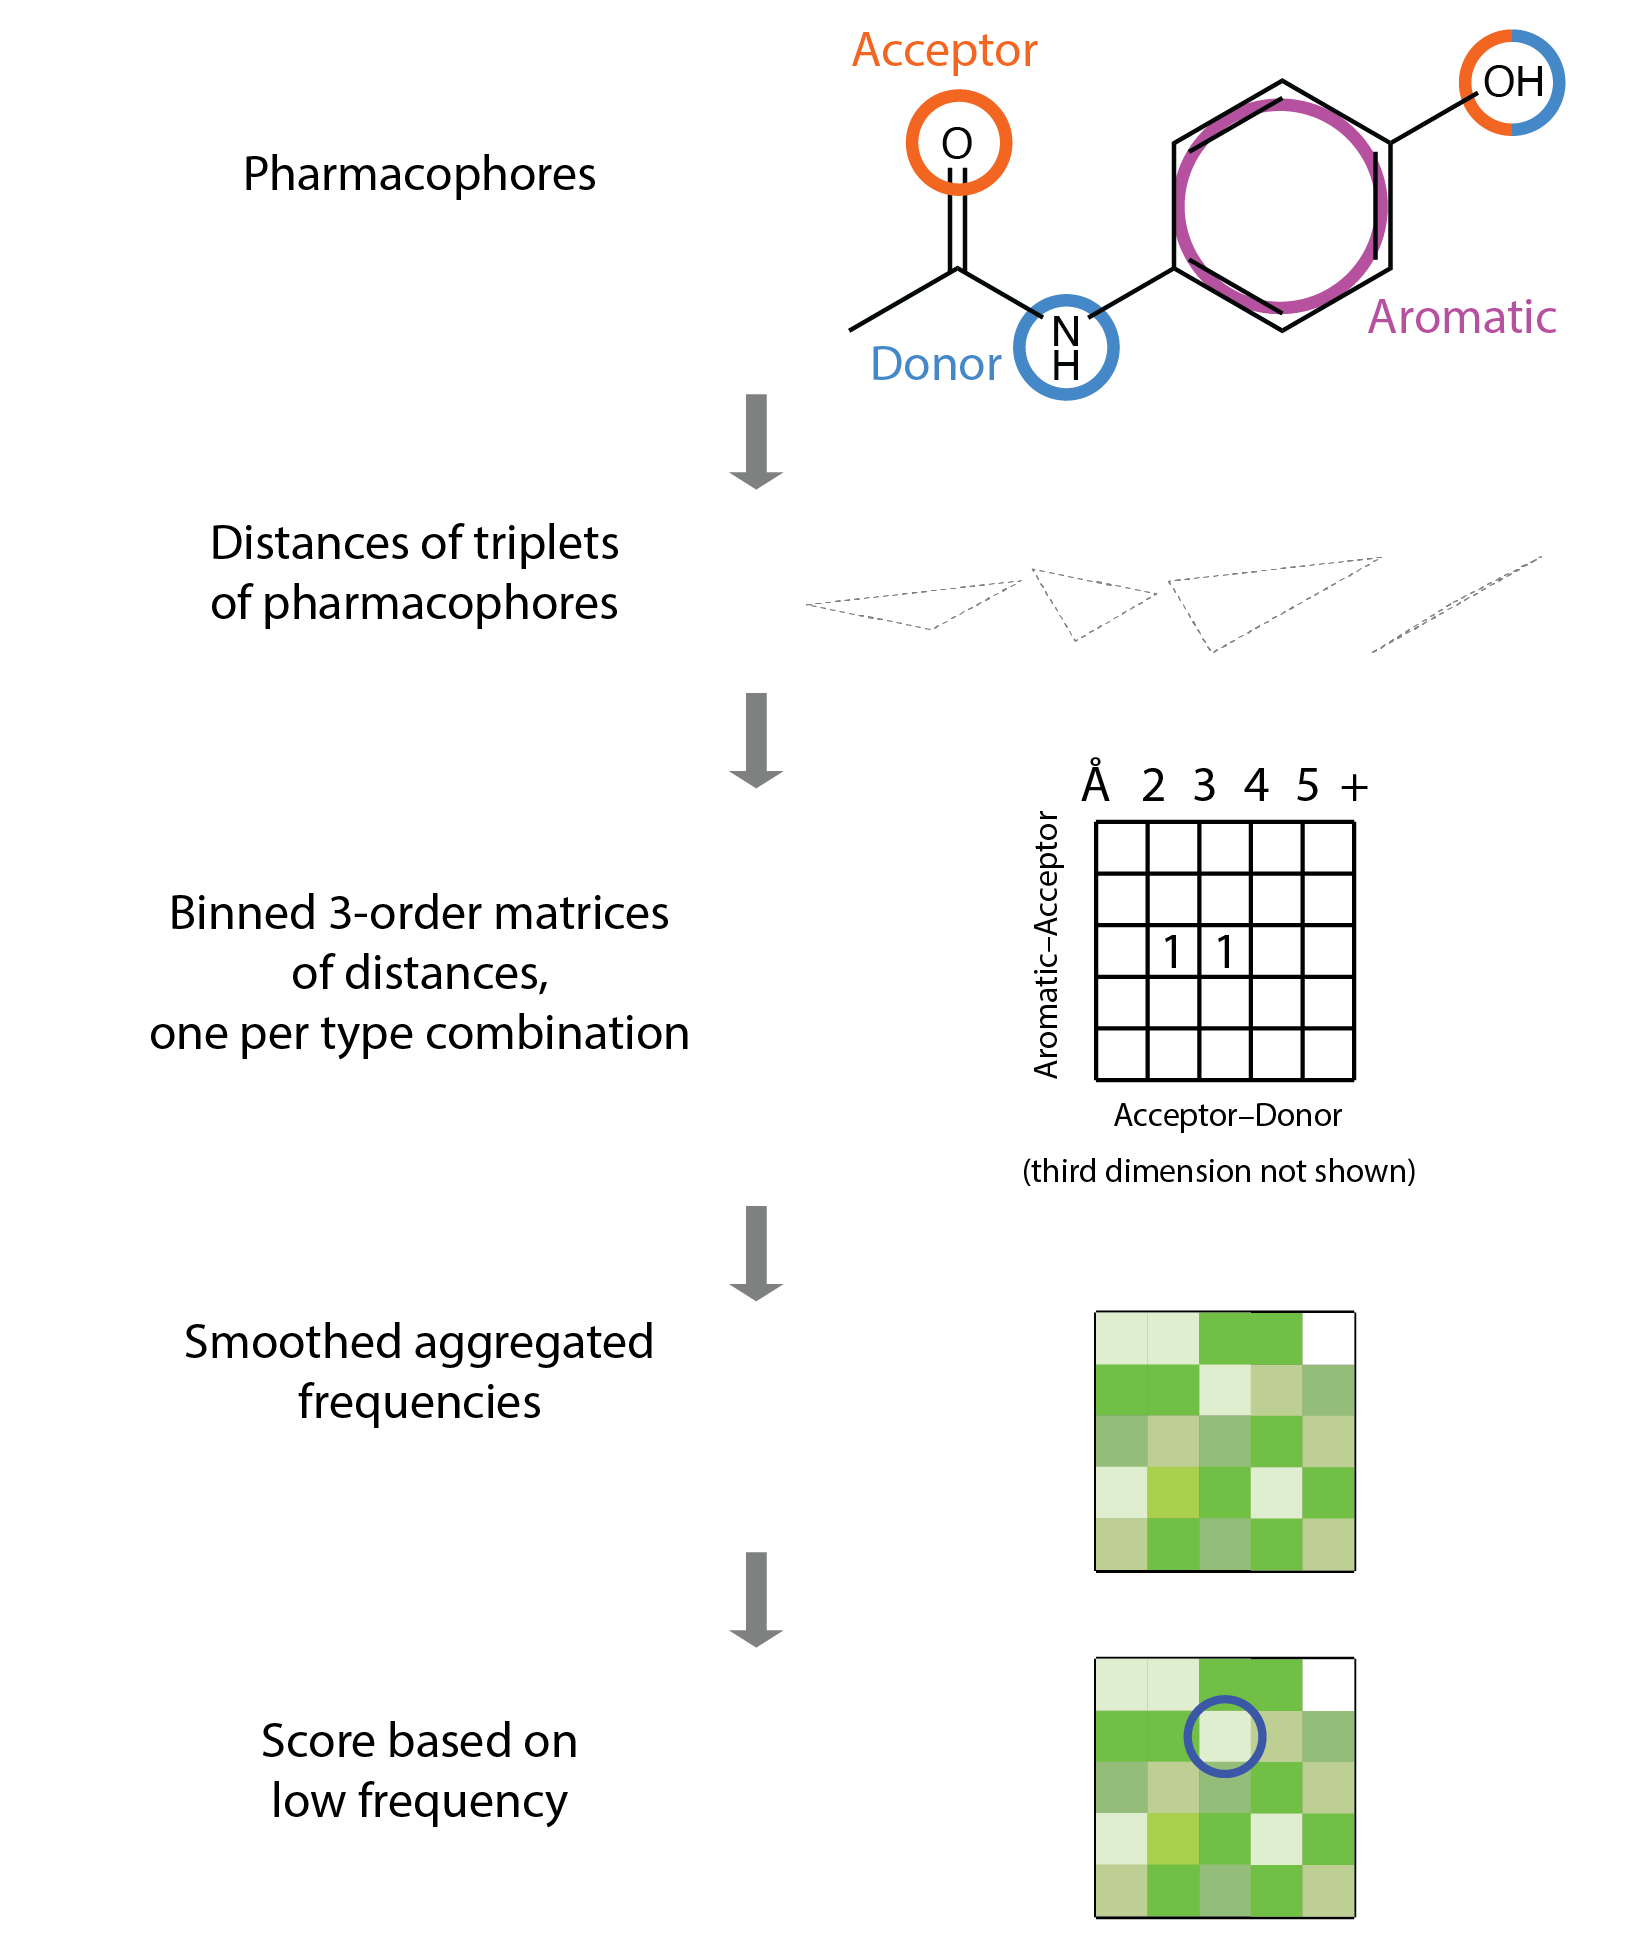 Acceptor
OH
O
Pharmacophores
N
H
Aromatic
Donor
Distances of triplets
of pharmacophores
Å 2 3 4 5 +
Aromatic–Acceptor
1 1
Binned 3-order matrices
of distances,
one per type combination
Acceptor–Donor
(third dimension not shown)
Smoothed aggregated
frequencies
Score based on
low frequency